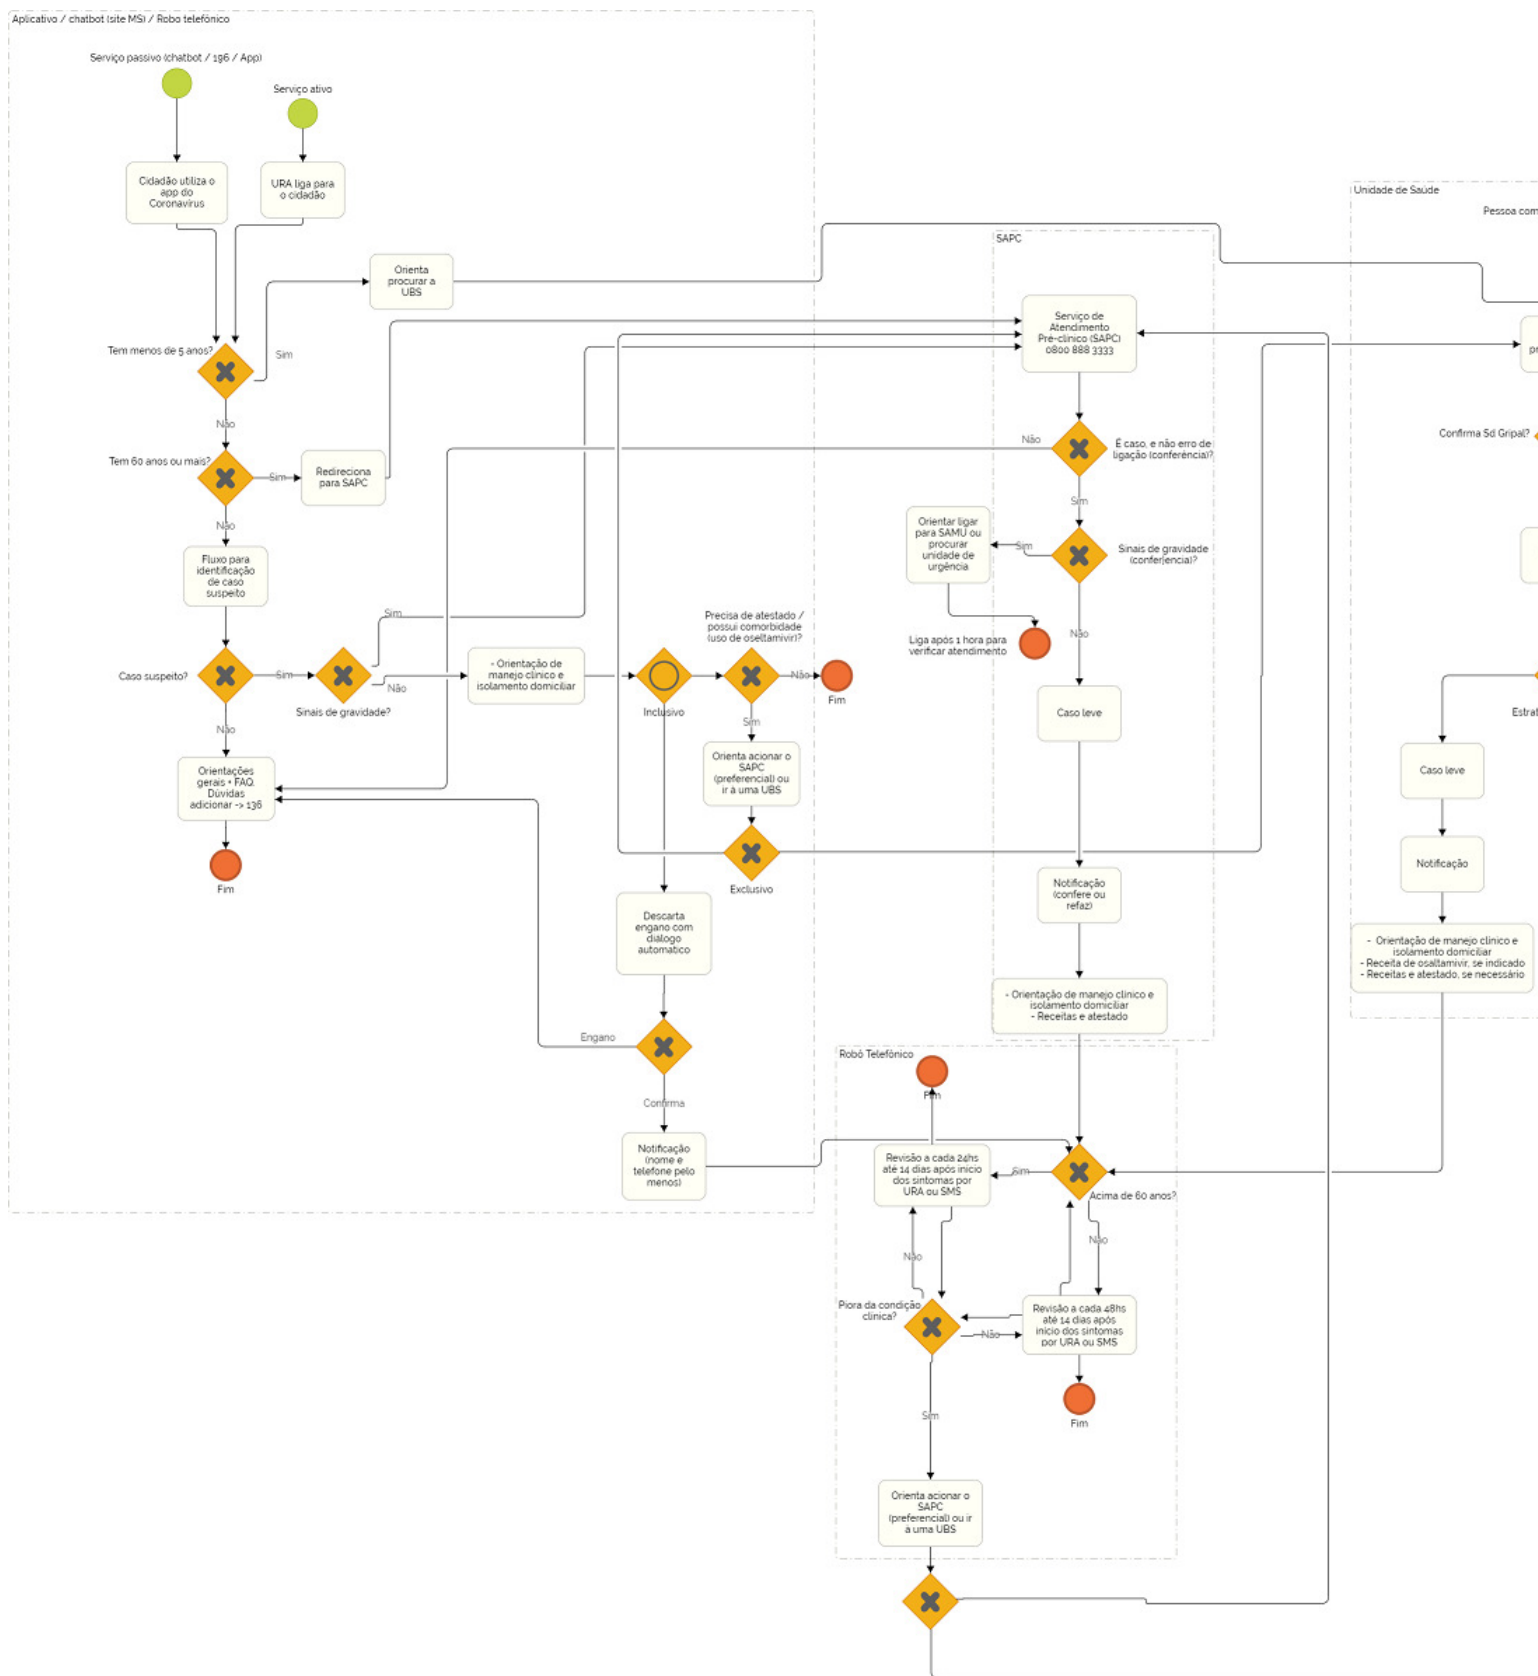 Aplicativo / chatbot (site MS) / Robo telefônico
Serviço passivo (chatbot / 196 / App)
Serviço ativo
Cidadão utiliza o
app do
Coronavírus
URA liga para
o cidadão
Orienta
procurar a
UBS
Tem menos de 5 anos?
Sim
Não
Tem 60 anos ou mais?
Sim
Redireciona
para SAPC
Não
Fluxo para
identificação
de caso
suspeito
Caso suspeito?
Sim
Sinais de gravidade?
Sim
Não
Não
- Orientação de
manejo clínico e
isolamento domiciliar
Inclusivo
Precisa de atestado /
possui comorbidade
(uso de oseltamivir)?
Não
Fim
Sim
Orienta acionar o
SAPC
(preferencial) ou
ir à uma UBS
Exclusivo
Orientações
gerais + FAQ.
Dúvidas
adicionar -> 136
Fim
Descarta
engano com
diálogo
automatico
Engano
Confirma
Notificação
(nome e
telefone pelo
menos)
SAPC
Serviço de
Atendimento
Pré-clínico (SAPC)
0800 888 3333
Não
É caso, e não erro de
ligação (conferência)?
Sim
Orientar ligar
para SAMU ou
procurar
unidade de
urgência
Sim
Sinais de gravidade
(confer[encia)?
Liga após 1 hora para
verificar atendimento
Não
Caso leve
Notificação
(confere ou
refaz)
- Orientação de manejo clínico e
isolamento domiciliar
- Receitas e atestado
Robô Telefônico
Fim
Revisão a cada 24hs
até 14 dias após início
dos sintomas por
URA ou SMS
Sim
Acima de 60 anos?
Não
Não
Piora da condição
clínica?
Não
Revisão a cada 48hs
até 14 dias após
início dos sintomas
por URA ou SMS
Fim
Sim
Orienta acionar o
SAPC
(preferencial) ou ir
à uma UBS
Unidade de Saúde
Pessoa com
pr
Confirma Sd Gripal?
Estrat
Caso leve
Notificação
- Orientação de manejo clínico e
isolamento domiciliar
- Receita de osaltamivir, se indicado
- Receitas e atestado, se necessário